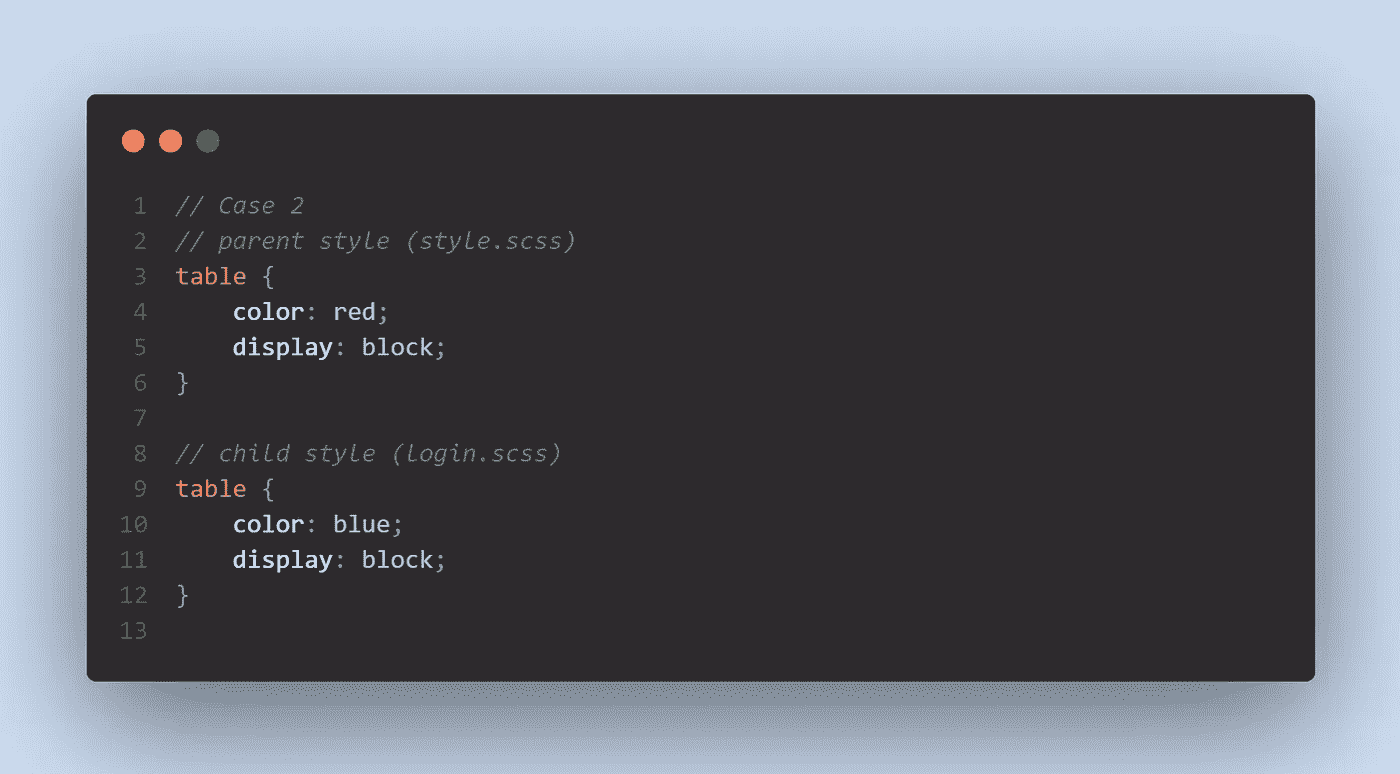 1 // Case 2
2 // parent style (style.scss)
3 table {
4     color: red;
5     display: block;
6 }
7
8 // child style (login.scss)
9 table {
10     color: blue;
11     display: block;
12 }
13